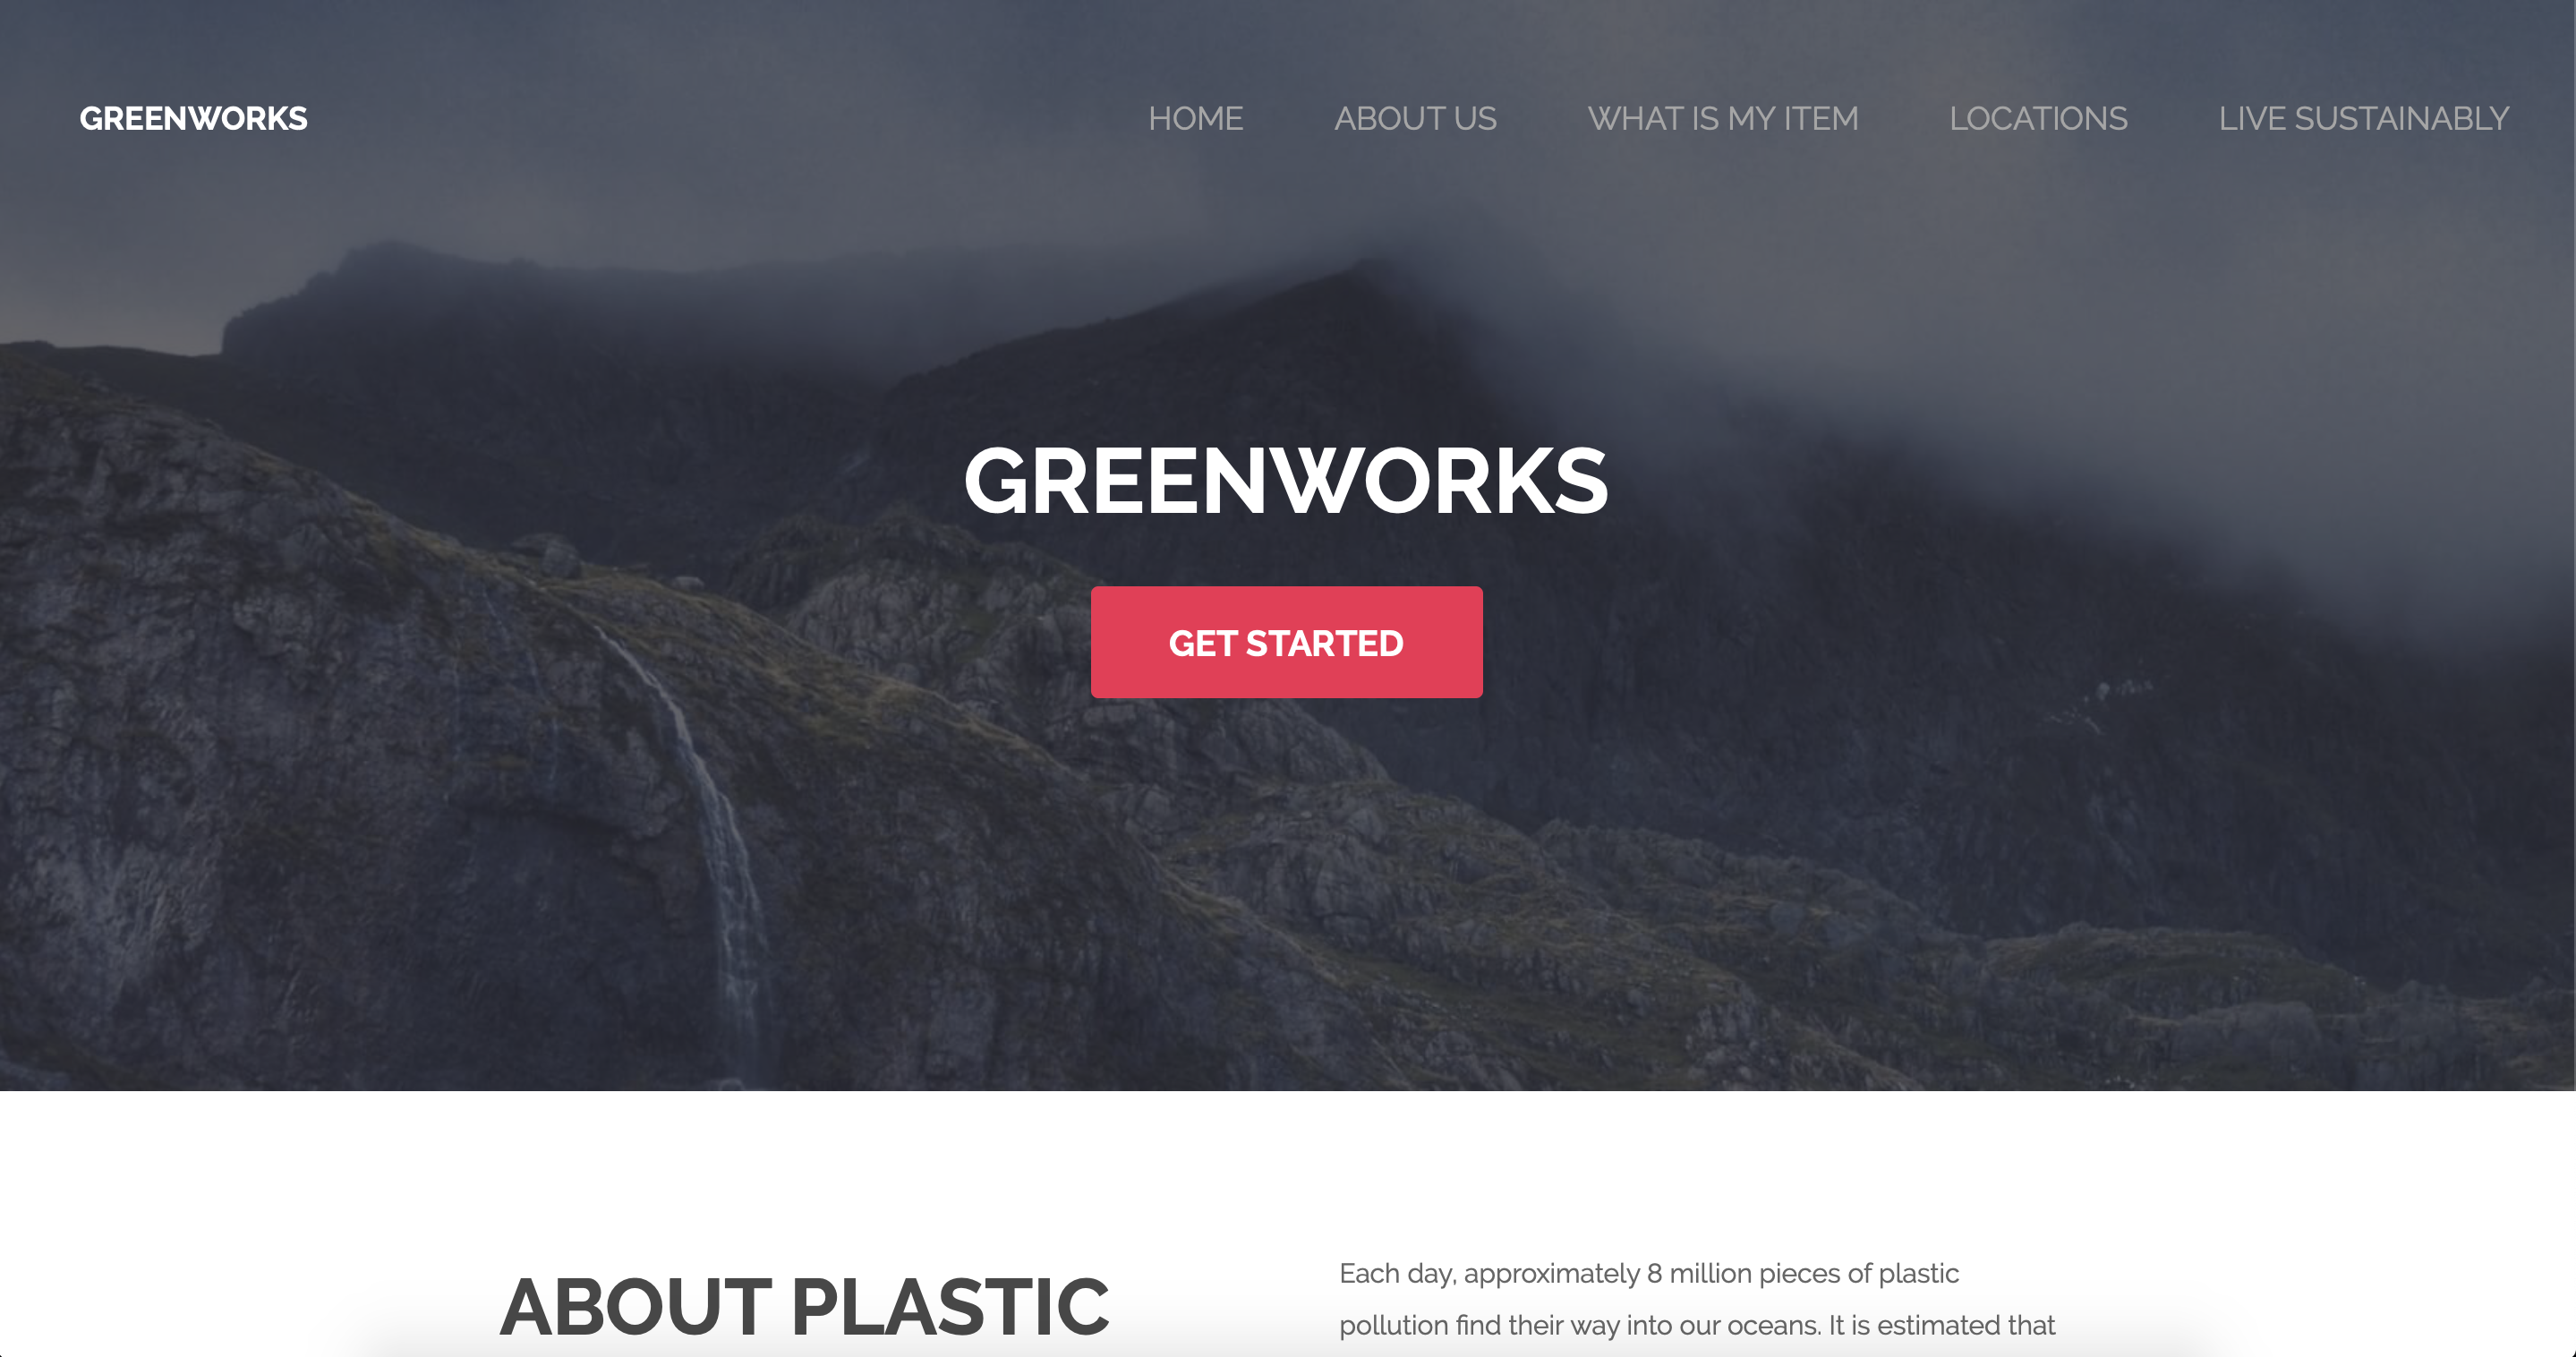 GREENWORKS
HOME ABOUT US WHAT IS MY ITEM LOCATIONS LIVE SUSTAINABLY
GREENWORKS
GET STARTED
ABOUT PLASTIC
Each day, approximately 8 million pieces of plastic
pollution find their way into our oceans. It is estimated that